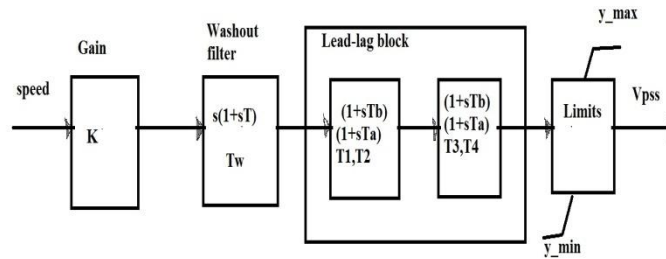 speed
Gain
K
Washout
filter
s(1+sT)
Tw
Lead-lag block
(1+sTb)
(1+sTa)
T1,T2
(1+sTb)
(1+sTa)
T3,T4
y_max
Limits
y_min
Vpss